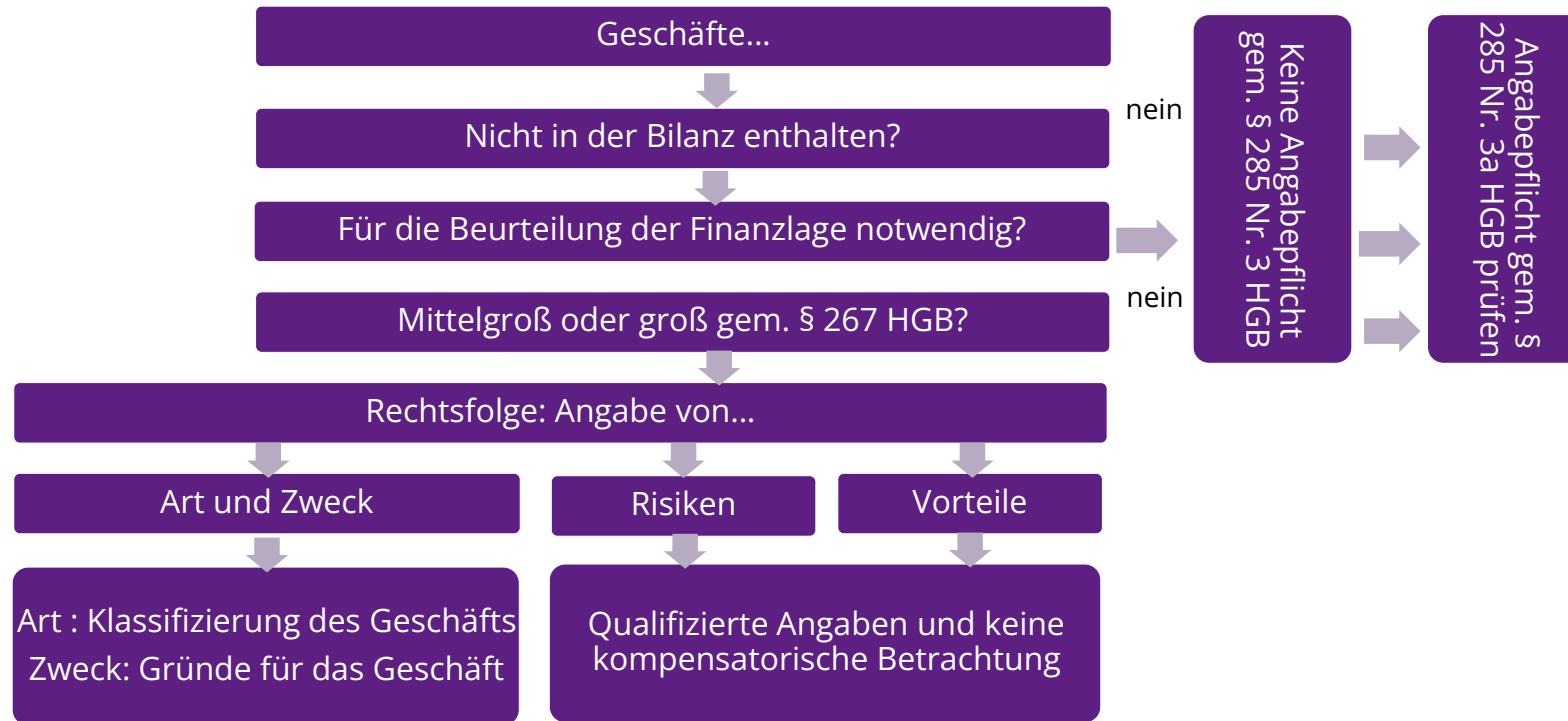 Geschäfte...
Nicht in der Bilanz enthalten?
nein
Für die Beurteilung der Finanzlage notwendig?
nein
Mittelgroß oder groß gem. § 267 HGB?
Keine Angabepflicht
gem. § 285 Nr. 3 HGB
Angabepflicht gem. §
285 Nr. 3a HGB prüfen
Rechtsfolge: Angabe von...
Art und Zweck
Risiken
Vorteile
Art : Klassifizierung des Geschäfts
Zweck: Gründe für das Geschäft
Qualifizierte Angaben und keine
kompensatorische Betrachtung